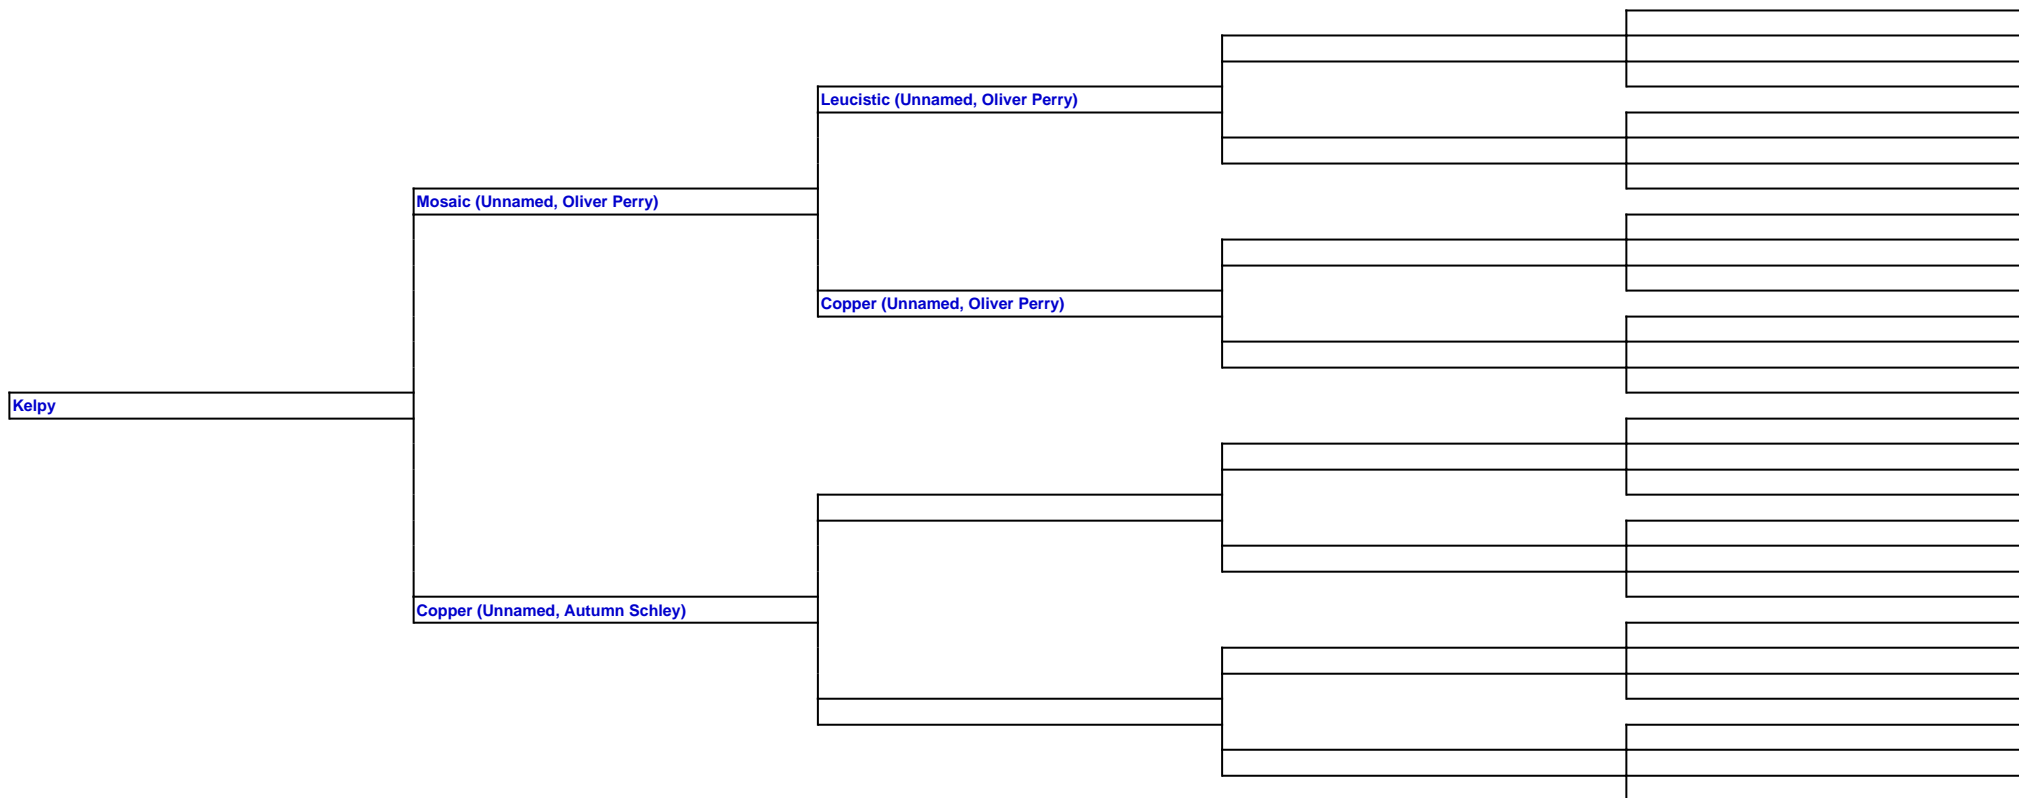 Leucistic (Unnamed, Oliver Perry)
Mosaic (Unnamed, Oliver Perry)
Copper (Unnamed, Oliver Perry)
Kelpy
Copper (Unnamed, Autumn Schley)